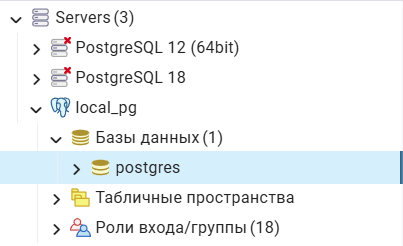 Servers (3)
PostgreSQL 12 (64bit)
PostgreSQL 18
local_pg
Базы данных (1)
postgres
Табличные пространства
Роли входа/группы (18)